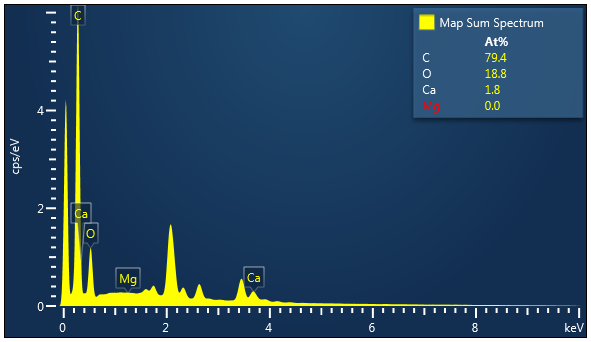 C
Map Sum Spectrum
At%
C 79.4
O 18.8
Ca 1.8
Mg 0.0
4
cps/eV
2
Ca
O
Mg
Ca
0
0 2 4 6 8 keV